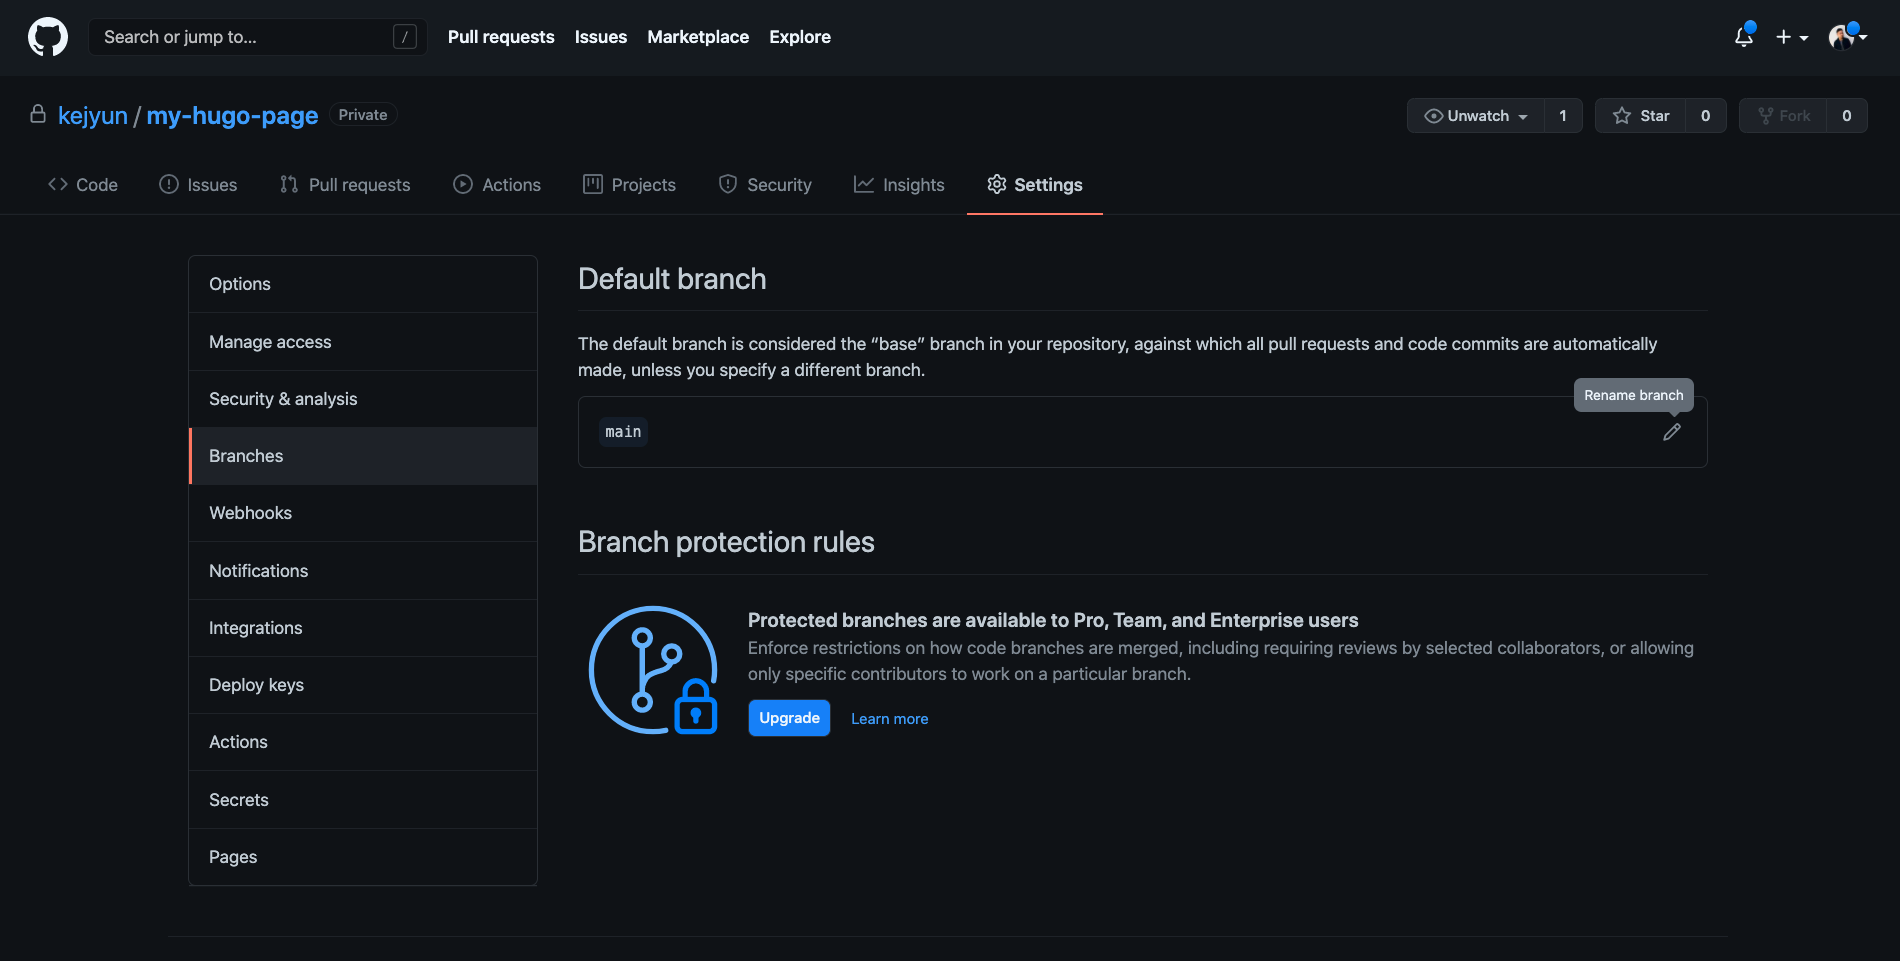 Search or jump to... /
Pull requests Issues Marketplace Explore
kejyun / my-hugo-page Private
Unwatch 1 Star 0 Fork 0
Code Issues Pull requests Actions Projects Security Insights Settings
Options
Manage access
Security & analysis
Branches
Webhooks
Notifications
Integrations
Deploy keys
Actions
Secrets
Pages
Default branch
The default branch is considered the “base” branch in your repository, against which all pull requests and code commits are automatically
made, unless you specify a different branch.
Rename branch
main
Branch protection rules
Protected branches are available to Pro, Team, and Enterprise users
Enforce restrictions on how code branches are merged, including requiring reviews by selected collaborators, or allowing
only specific contributors to work on a particular branch.
Upgrade Learn more